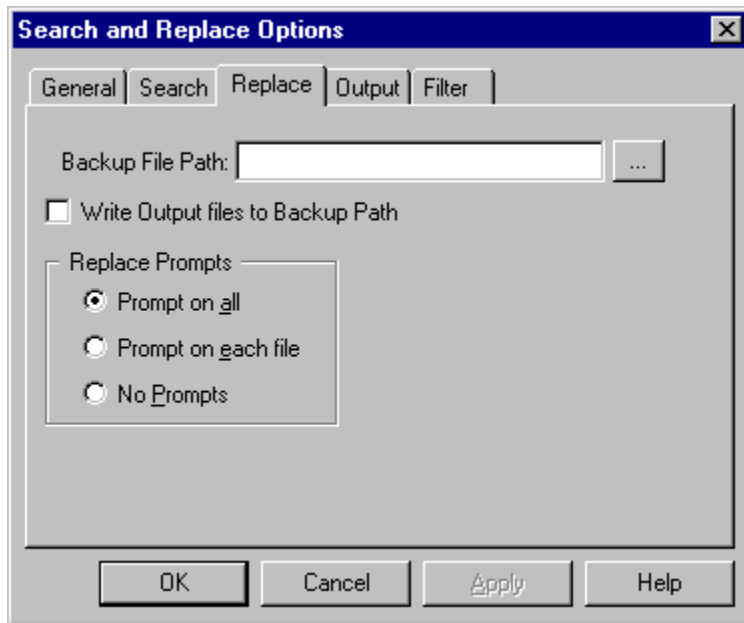 Search and Replace Options
General Search Replace Output Filter
Backup File Path: ...
Write Output files to Backup Path
Replace Prompts
Prompt on all
Prompt on each file
No Prompts
OK Cancel Apply Help